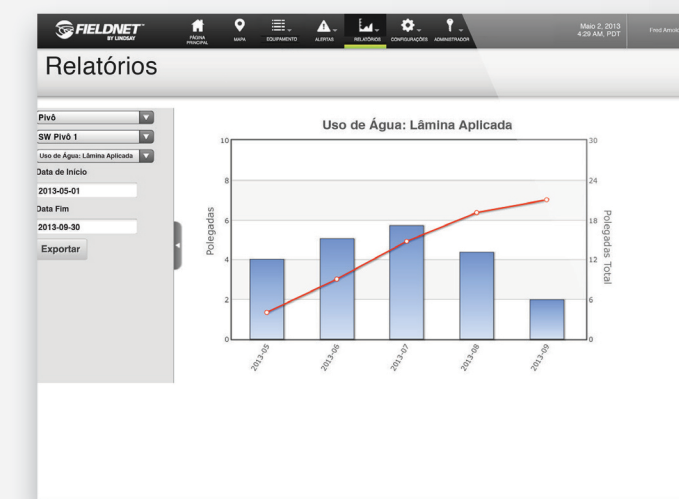 FIELDNET
BY LINDSAY
PÁGINA
PRINCIPAL
MAPA
EQUIPAMENTO
ALERTAS
RELATÓRIOS
CONFIGURAÇÕES
ADMINISTRADOR
Maio 2, 2013
4:29 AM, PDT
Fred Arnold
Relatórios
Pivô
SW Pivô 1
Uso de Água: Lâmina Aplicada
Data de Início
2013-05-01
Data Fim
2013-09-30
Exportar
Uso de Água: Lâmina Aplicada
10
8
6
4
2
0
Polegadas
30
24
18
12
6
0
Polegadas Total
2013-05
2013-06
2013-07
2013-08
2013-09